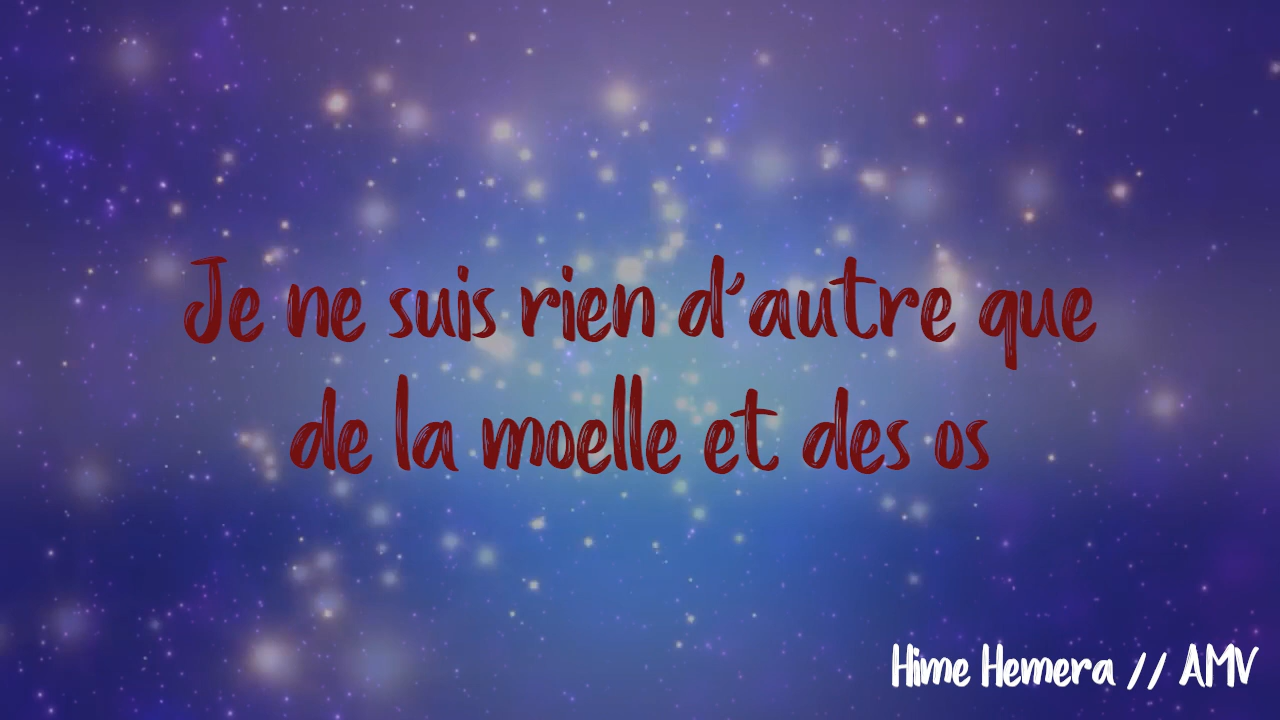 Je ne suis rien d'autre que
de la moelle et des os
Hime Hemera // AMV